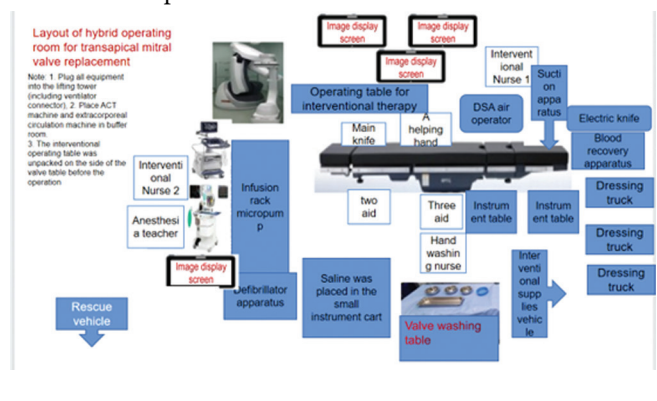 Layout of hybrid operating
room for transapical mitral
valve replacement
Note: 1. Plug all equipment
into the lifting tower
(including ventilator
connector), 2. Place ACT
machine and extracorporeal
circulation machine in buffer
room.
3. The interventional
operating table was
unpacked on the side of the
valve table before the
operation
Image display
screen
Image display
screen
Image display
screen
Intervent
ional
Nurse 1
Sucti
on
appa
ratus
Operating table for
interventional therapy
DSA air
operator
Electric knife
Main
knife
A
helping
hand
Blood
recovery
apparatus
Interventi
onal
Nurse 2
Infusion
rack
micropum
p
Anesthesi
a teacher
two
aid
Three
aid
Instrum
ent table
Instrum
ent table
Dressing
truck
Dressing
truck
Dressing
truck
Hand
washin
g nurse
Image display
screen
Defibrillator
apparatus
Saline was
placed in the
small
instrument cart
Inter
venti
onal
supp
lies
vehic
le
Rescue
vehicle
Valve washing
table